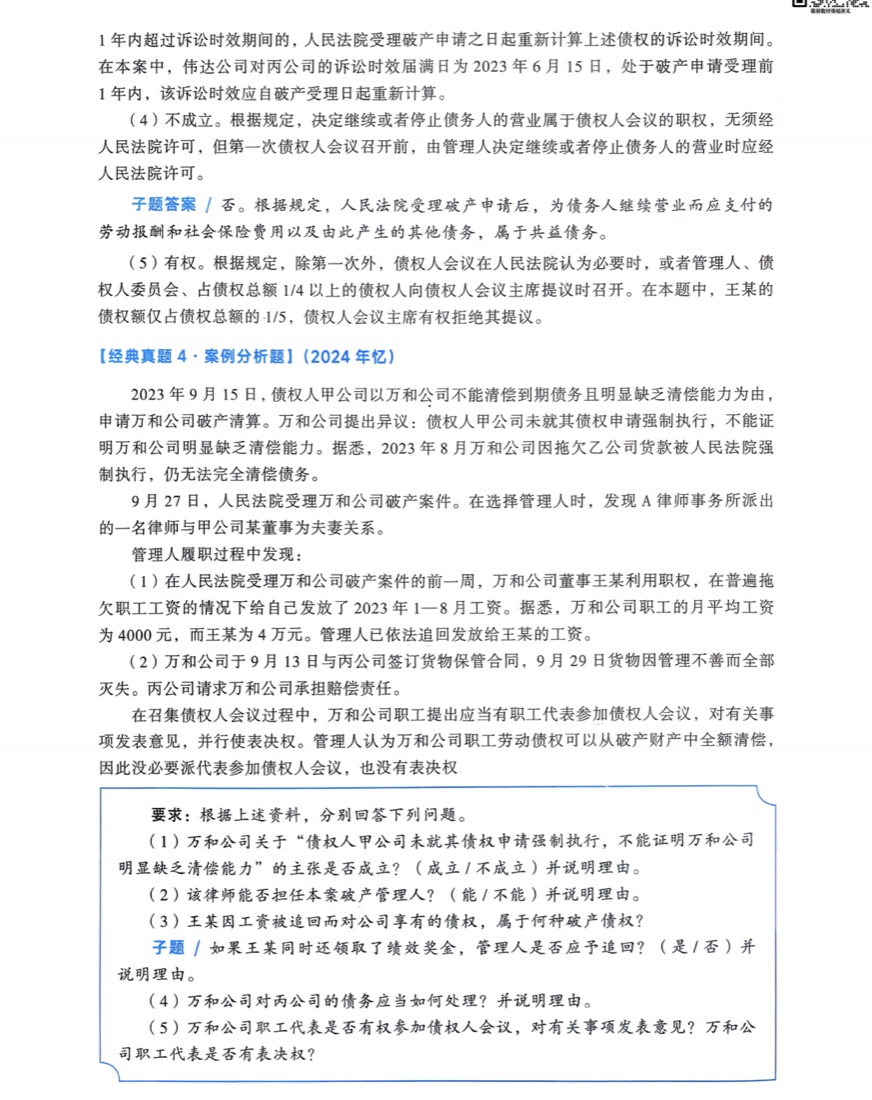 1 年内超过诉讼时效期间的，人民法院受理破产申请之日起重新计算上述债权的诉讼时效期间。
在本案中，伟达公司对丙公司的诉讼时效届满日为 2023 年 6 月 15 日，处于破产申请受理前
1 年内，该诉讼时效应自破产受理日起重新计算。
（4）不成立。根据规定，决定继续或者停止债务人的营业属于债权人会议的职权，无须经
人民法院许可，但第一次债权人会议召开前，由管理人决定继续或者停止债务人的营业时应经
人民法院许可。
子题答案 / 否。根据规定，人民法院受理破产申请后，为债务人继续营业而应支付的
劳动报酬和社会保险费用以及由此产生的其他债务，属于共益债务。
（5）有权。根据规定，除第一次外，债权人会议在人民法院认为必要时，或者管理人、债
权人委员会、占债权总额 1/4 以上的债权人向债权人会议主席提议时召开。在本题中，王某的
债权额仅占债权总额的 1/5，债权人会议主席有权拒绝其提议。
【经典真题 4 · 案例分析题】（2024 年忆）
2023 年 9 月 15 日，债权人甲公司以万和公司不能清偿到期债务且明显缺乏清偿能力为由，
申请万和公司破产清算。万和公司提出异议：债权人甲公司未就其债权申请强制执行，不能证
明万和公司明显缺乏清偿能力。据悉，2023 年 8 月万和公司因拖欠乙公司货款被人民法院强
制执行，仍无法完全清偿债务。
9 月 27 日，人民法院受理万和公司破产案件。在选择管理人时，发现 A 律师事务所派出
的一名律师与甲公司某董事为夫妻关系。
管理人履职过程中发现：
（1）在人民法院受理万和公司破产案件的前一周，万和公司董事王某利用职权，在普遍拖
欠职工工资的情况下给自己发放了 2023 年 1—8 月工资。据悉，万和公司职工的月平均工资
为 4000 元，而王某为 4 万元。管理人已依法追回发放给王某的工资。
（2）万和公司于 9 月 13 日与丙公司签订货物保管合同，9 月 29 日货物因管理不善而全部
灭失。丙公司请求万和公司承担赔偿责任。
在召集债权人会议过程中，万和公司职工提出应当有职工代表参加债权人会议，对有关事
项发表意见，并行使表决权。管理人认为万和公司职工劳动债权可以从破产财产中全额清偿，
因此没必要派代表参加债权人会议，也没有表决权
要求：根据上述资料，分别回答下列问题。
（1）万和公司关于“债权人甲公司未就其债权申请强制执行，不能证明万和公司
明显缺乏清偿能力”的主张是否成立？（成立 / 不成立）并说明理由。
（2）该律师能否担任本案破产管理人？（能 / 不能）并说明理由。
（3）王某因工资被追回而对公司享有的债权，属于何种破产债权？
子题 / 如果王某同时还领取了绩效奖金，管理人是否应予追回？（是 / 否）并
说明理由。
（4）万和公司对丙公司的债务应当如何处理？并说明理由。
（5）万和公司职工代表是否有权参加债权人会议，对有关事项发表意见？万和公
司职工代表是否有表决权？